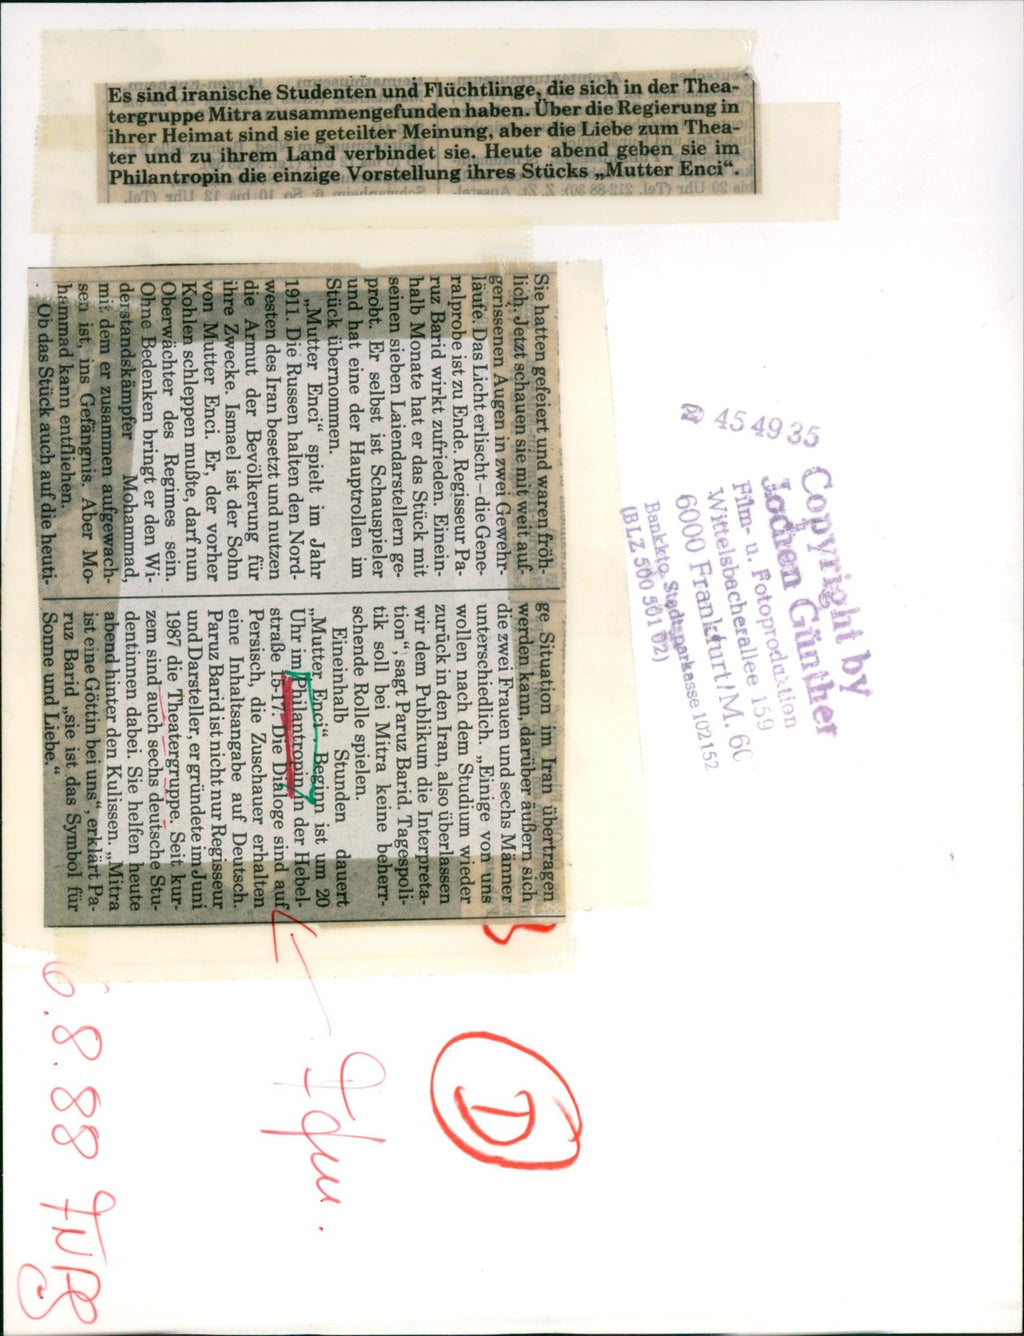 Es sind iranische Studenten und Flüchtlinge, die sich in der Thea-
tergruppe Mitra zusammengefunden haben. Über die Regierung in
ihrer Heimat sind sie geteilter Meinung, aber die Liebe zum Thea-
ter und zu ihrem Land verbindet sie. Heute abend geben sie im
Philantropin die einzige Vorstellung ihres Stücks „Mutter Enci“.
Sie hatten gefeiert und waren fröh-
lich. Jetzt schauen sie mit weit auf-
gerissenen Augen in zwei Gewehr-
läufe. Das Licht erlischt – die Gene-
ralprobe ist zu Ende. Regisseur Pa-
ruz Barid wirkt zufrieden. Einein-
halb Monate hat er das Stück mit
seinen sieben Laiendarstellern ge-
probt. Er selbst ist Schauspieler
und hat eine der Hauptrollen im
Stück übernommen.
„Mutter Enci“ spielt im Jahr
1911. Die Russen halten den Nord-
westen des Iran besetzt und nutzen
die Armut der Bevölkerung für
ihre Zwecke. Ismael ist der Sohn
von Mutter Enci. Er, der vorher
Kohlen schleppen mußte, darf nun
Oberwächter des Regimes sein.
Ohne Bedenken bringt er den Wi-
derstandskämpfer Mohammad,
mit dem er zusammen aufgewach-
sen ist, ins Gefängnis. Aber Mo-
hammad kann entfliehen.
Ob das Stück auch auf die heuti-
ge Situation im Iran übertragen
werden kann, darüber äußern sich
die zwei Frauen und sechs Männer
unterschiedlich. „Einige von uns
wollen nach dem Studium wieder
zurück in den Iran, also überlassen
wir dem Publikum die Interpreta-
tion“, sagt Paruz Barid. Tagespoli-
tik soll bei Mitra keine beherr-
schende Rolle spielen.
Eineinhalb Stunden dauert
„Mutter Enci“. Beginn ist um 20
Uhr im Philantropin in der Hebel-
straße 15-17. Die Dialoge sind auf
Persisch, die Zuschauer erhalten
eine Inhaltsangabe auf Deutsch.
Paruz Barid ist nicht nur Regisseur
und Darsteller, er gründete im Juni
1987 die Theatergruppe. Seit kur-
zem sind auch sechs deutsche Stu-
dentinnen dabei. Sie helfen heute
abend hinter den Kulissen. „Mitra
ist eine Göttin bei uns“, erklärt Pa-
ruz Barid „sie ist das Symbol für
Sonne und Liebe.“
Copyright by
Jochen Günther
Film- u. Fotoproduktion
Wittelsbacherallee 159
6000 Frankfurt/M. 60
Bankkto. Stadtsparkasse 102152
(BLZ 500 501 02)
☎ 45 49 35
D
6.8.88 FNP